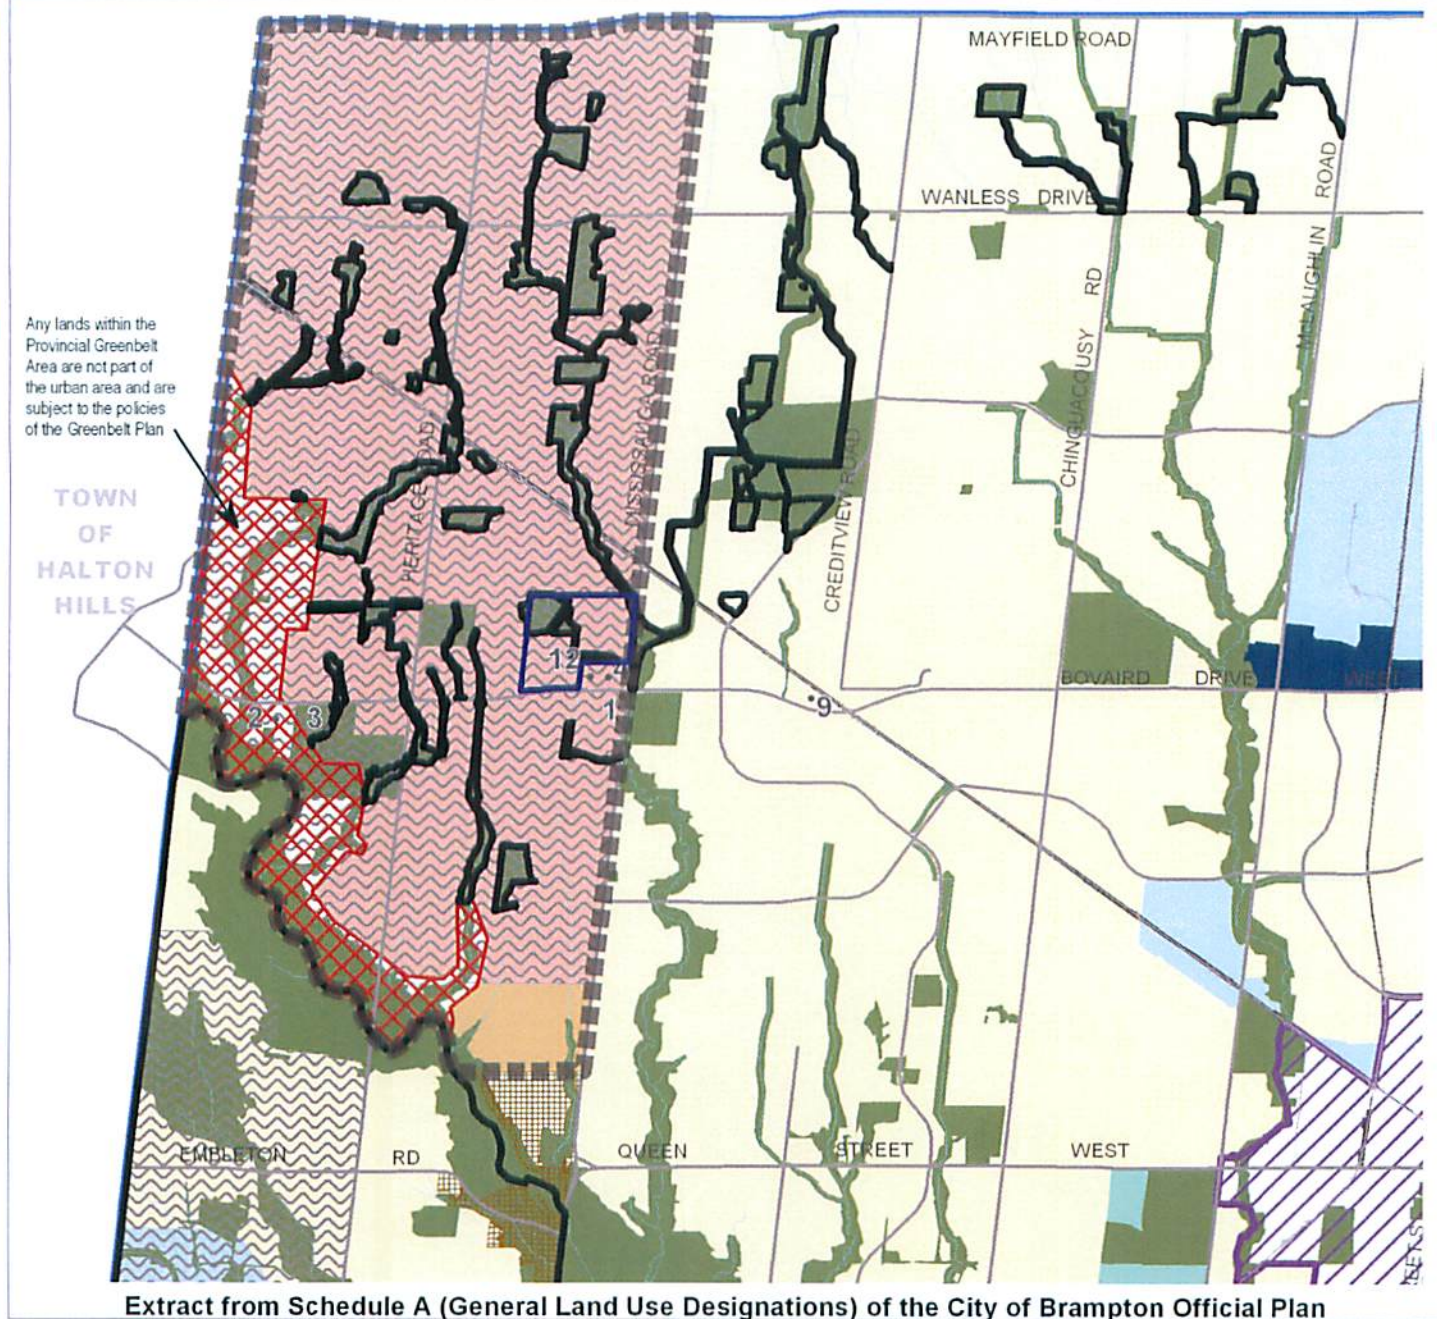 MAYFIELD ROAD
WANLESS DRIVE
ROAD
McLAUGHLIN
RD
CHINGUACOUSY
Any lands within the
Provincial Greenbelt
Area are not part of
the urban area and are
subject to the policies
of the Greenbelt Plan
MISSISSAUGA ROAD
HERITAGE ROAD
CREDITVIEW ROAD
TOWN
OF
HALTON
HILLS
12
BOVAIRD DRIVE WEST
2
3
1
9
EMBLETON RD
QUEEN STREET WEST
Extract from Schedule A (General Land Use Designations) of the City of Brampton Official Plan